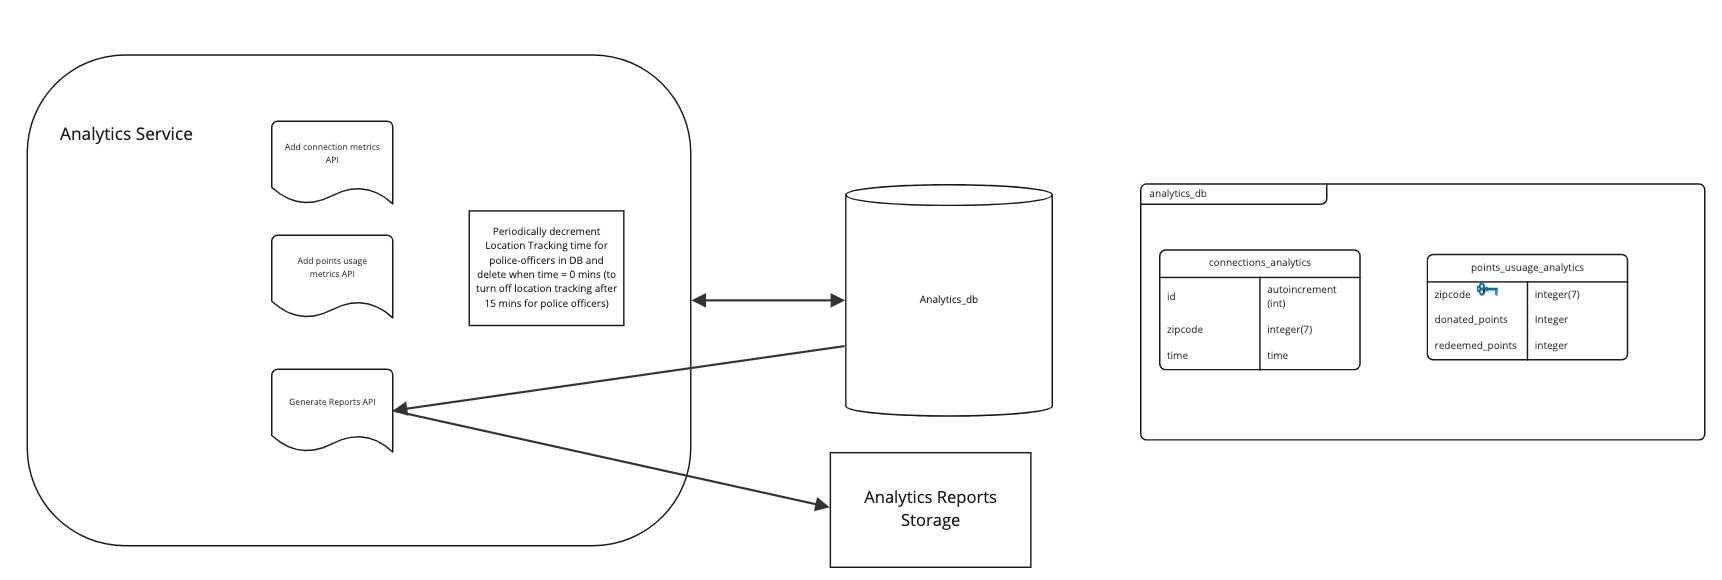 Analytics Service
Add connection metrics
API
Add points usage
metrics API
Generate Reports API
Periodically decrement
Location Tracking time for
police-officers in DB and
delete when time = 0 mins (to
turn off location tracking after
15 mins for police officers)
Analytics_db
Analytics Reports
Storage
analytics_db
connections_analytics
id
autoincrement
(int)
zipcode
integer(7)
time
time
points_usuage_analytics
zipcode
integer(7)
donated_points
Integer
redeemed_points
integer